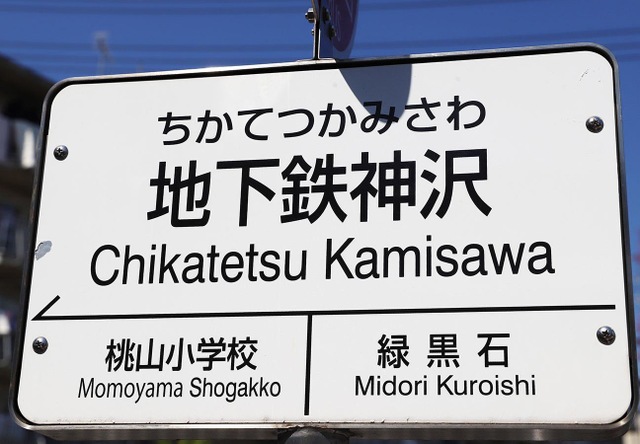 ちかてつかみさわ
地下鉄神沢
Chikatetsu Kamisawa
桃山小学校
Momoyama Shogakko
緑黒石
Midori Kuroishi